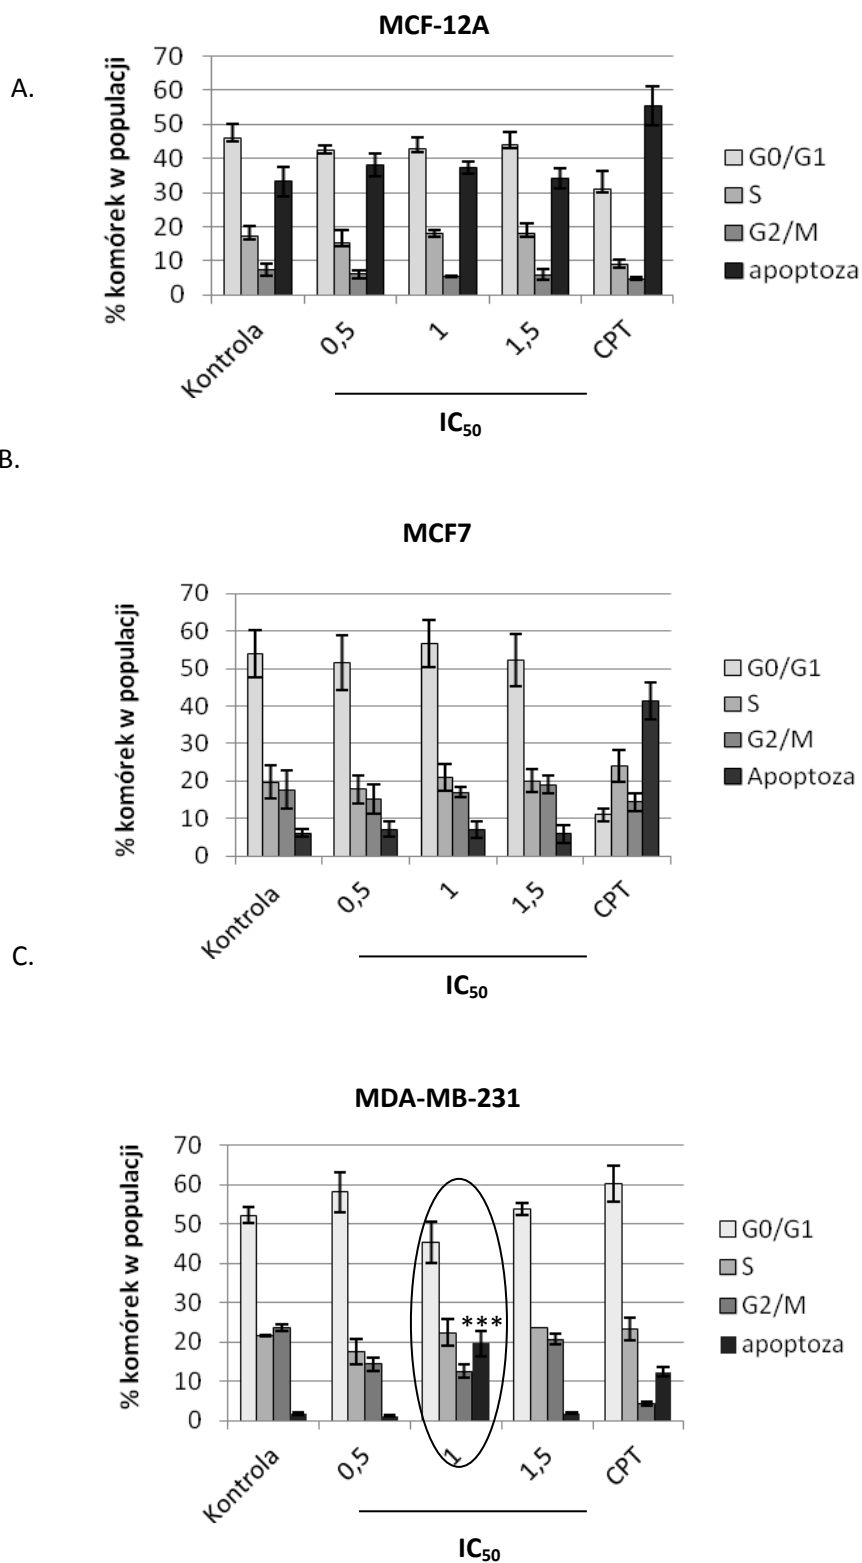 MCF-12A
A.
% komórek w populacji
70
60
50
40
30
20
10
0
Kontrola
0,5
1
1,5
CPT
IC₅₀
G0/G1
S
G2/M
apoptoza
B.
MCF7
% komórek w populacji
70
60
50
40
30
20
10
0
Kontrola
0,5
1
1,5
CPT
IC₅₀
G0/G1
S
G2/M
Apoptoza
C.
MDA-MB-231
% komórek w populacji
70
60
50
40
30
20
10
0
***
Kontrola
0,5
1
1,5
CPT
IC₅₀
G0/G1
S
G2/M
apoptoza